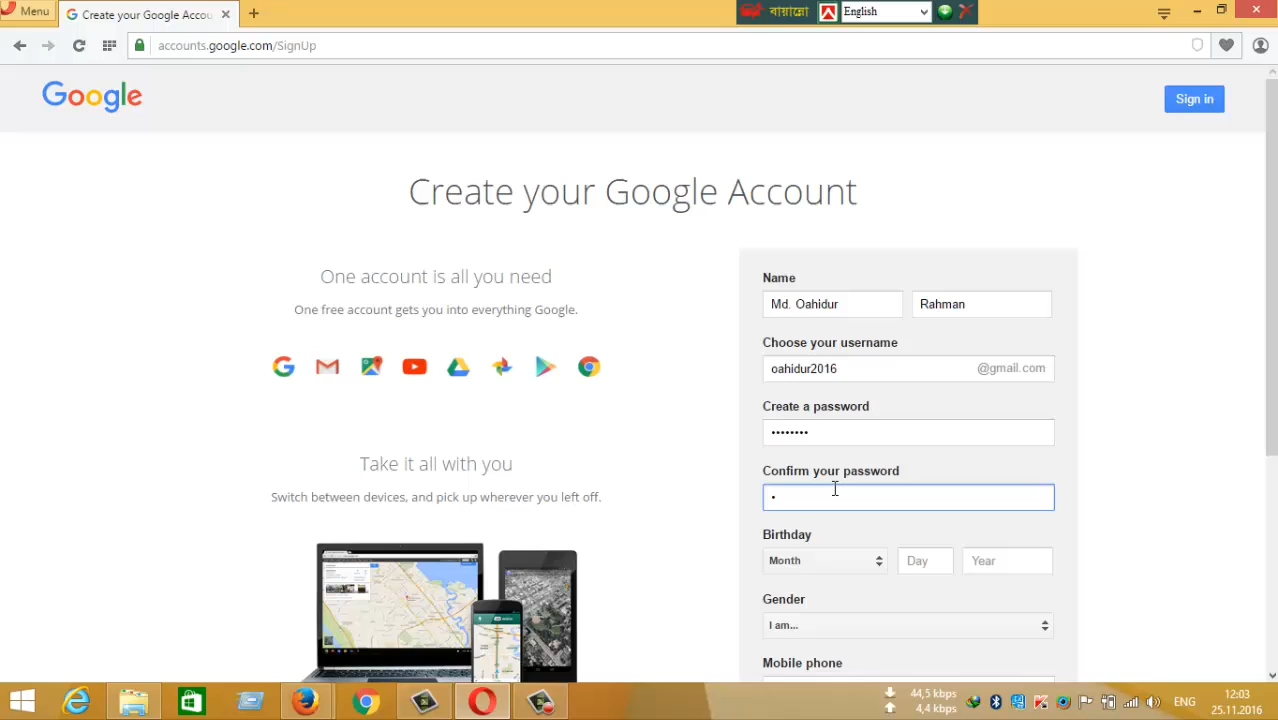 Menu
Create your Google Accou
বায়ান্নো
English
accounts.google.com/SignUp
Google
Sign in
Create your Google Account
One account is all you need
One free account gets you into everything Google.
Take it all with you
Switch between devices, and pick up wherever you left off.
Name
Md. Oahidur
Rahman
Choose your username
oahidur2016
@gmail.com
Create a password
••••••••
Confirm your password
•
Birthday
Month
Day
Year
Gender
I am...
Mobile phone
44,5 kbps
4,4 kbps
ENG
12:03
25.11.2016